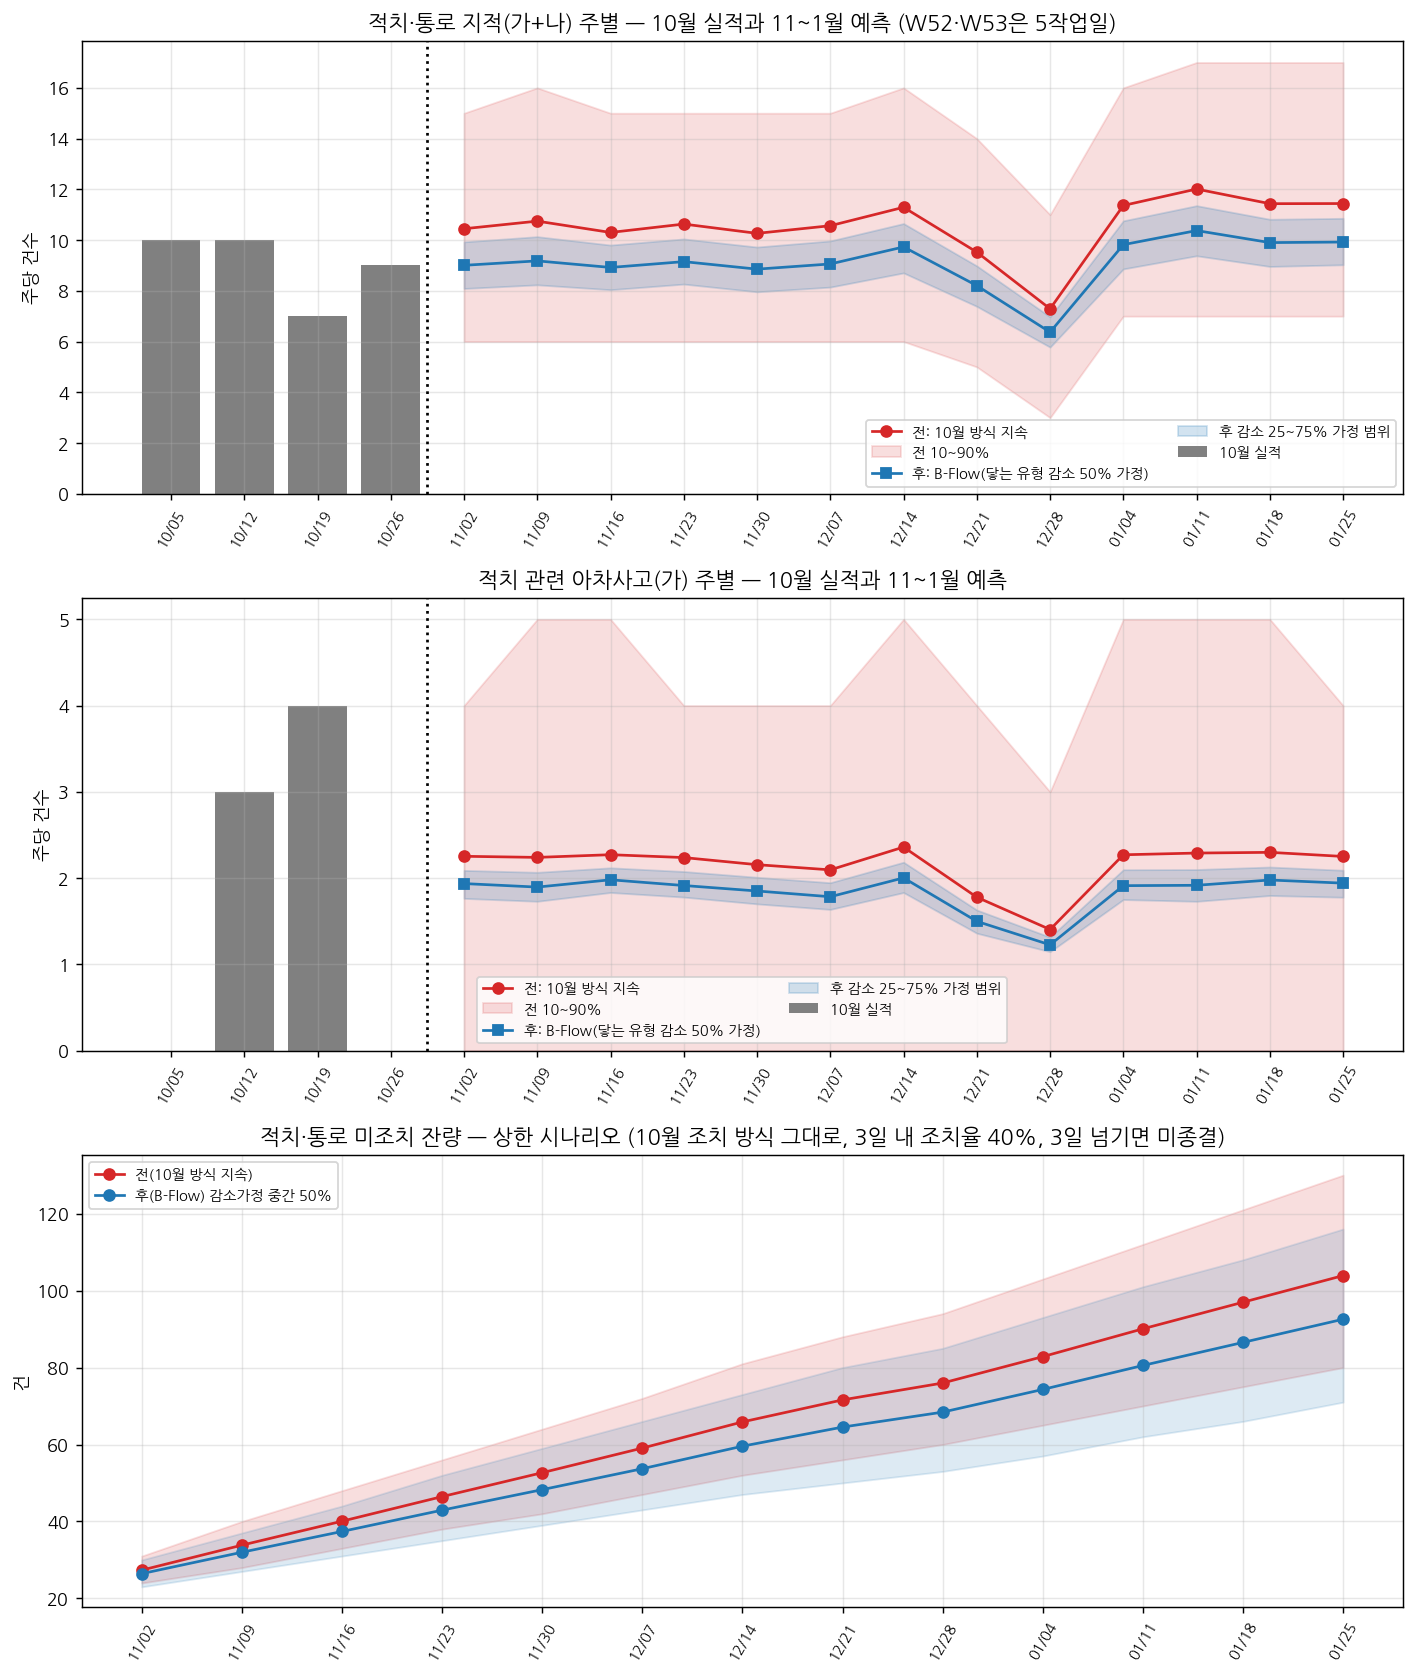 적치·통로 지적(가+나) 주별 — 10월 실적과 11~1월 예측 (W52·W53은 5작업일)
주당 건수
16
14
12
10
8
6
4
2
0
전: 10월 방식 지속
전 10~90%
후: B-Flow(닿는 유형 감소 50% 가정)
후 감소 25~75% 가정 범위
10월 실적
10/05 10/12 10/19 10/26 11/02 11/09 11/16 11/23 11/30 12/07 12/14 12/21 12/28 01/04 01/11 01/18 01/25
적치 관련 아차사고(가) 주별 — 10월 실적과 11~1월 예측
주당 건수
5
4
3
2
1
0
전: 10월 방식 지속
전 10~90%
후: B-Flow(닿는 유형 감소 50% 가정)
후 감소 25~75% 가정 범위
10월 실적
10/05 10/12 10/19 10/26 11/02 11/09 11/16 11/23 11/30 12/07 12/14 12/21 12/28 01/04 01/11 01/18 01/25
적치·통로 미조치 잔량 — 상한 시나리오 (10월 조치 방식 그대로, 3일 내 조치율 40%, 3일 넘기면 미종결)
전(10월 방식 지속)
후(B-Flow) 감소가정 중간 50%
건
120
100
80
60
40
20
11/02 11/09 11/16 11/23 11/30 12/07 12/14 12/21 12/28 01/04 01/11 01/18 01/25